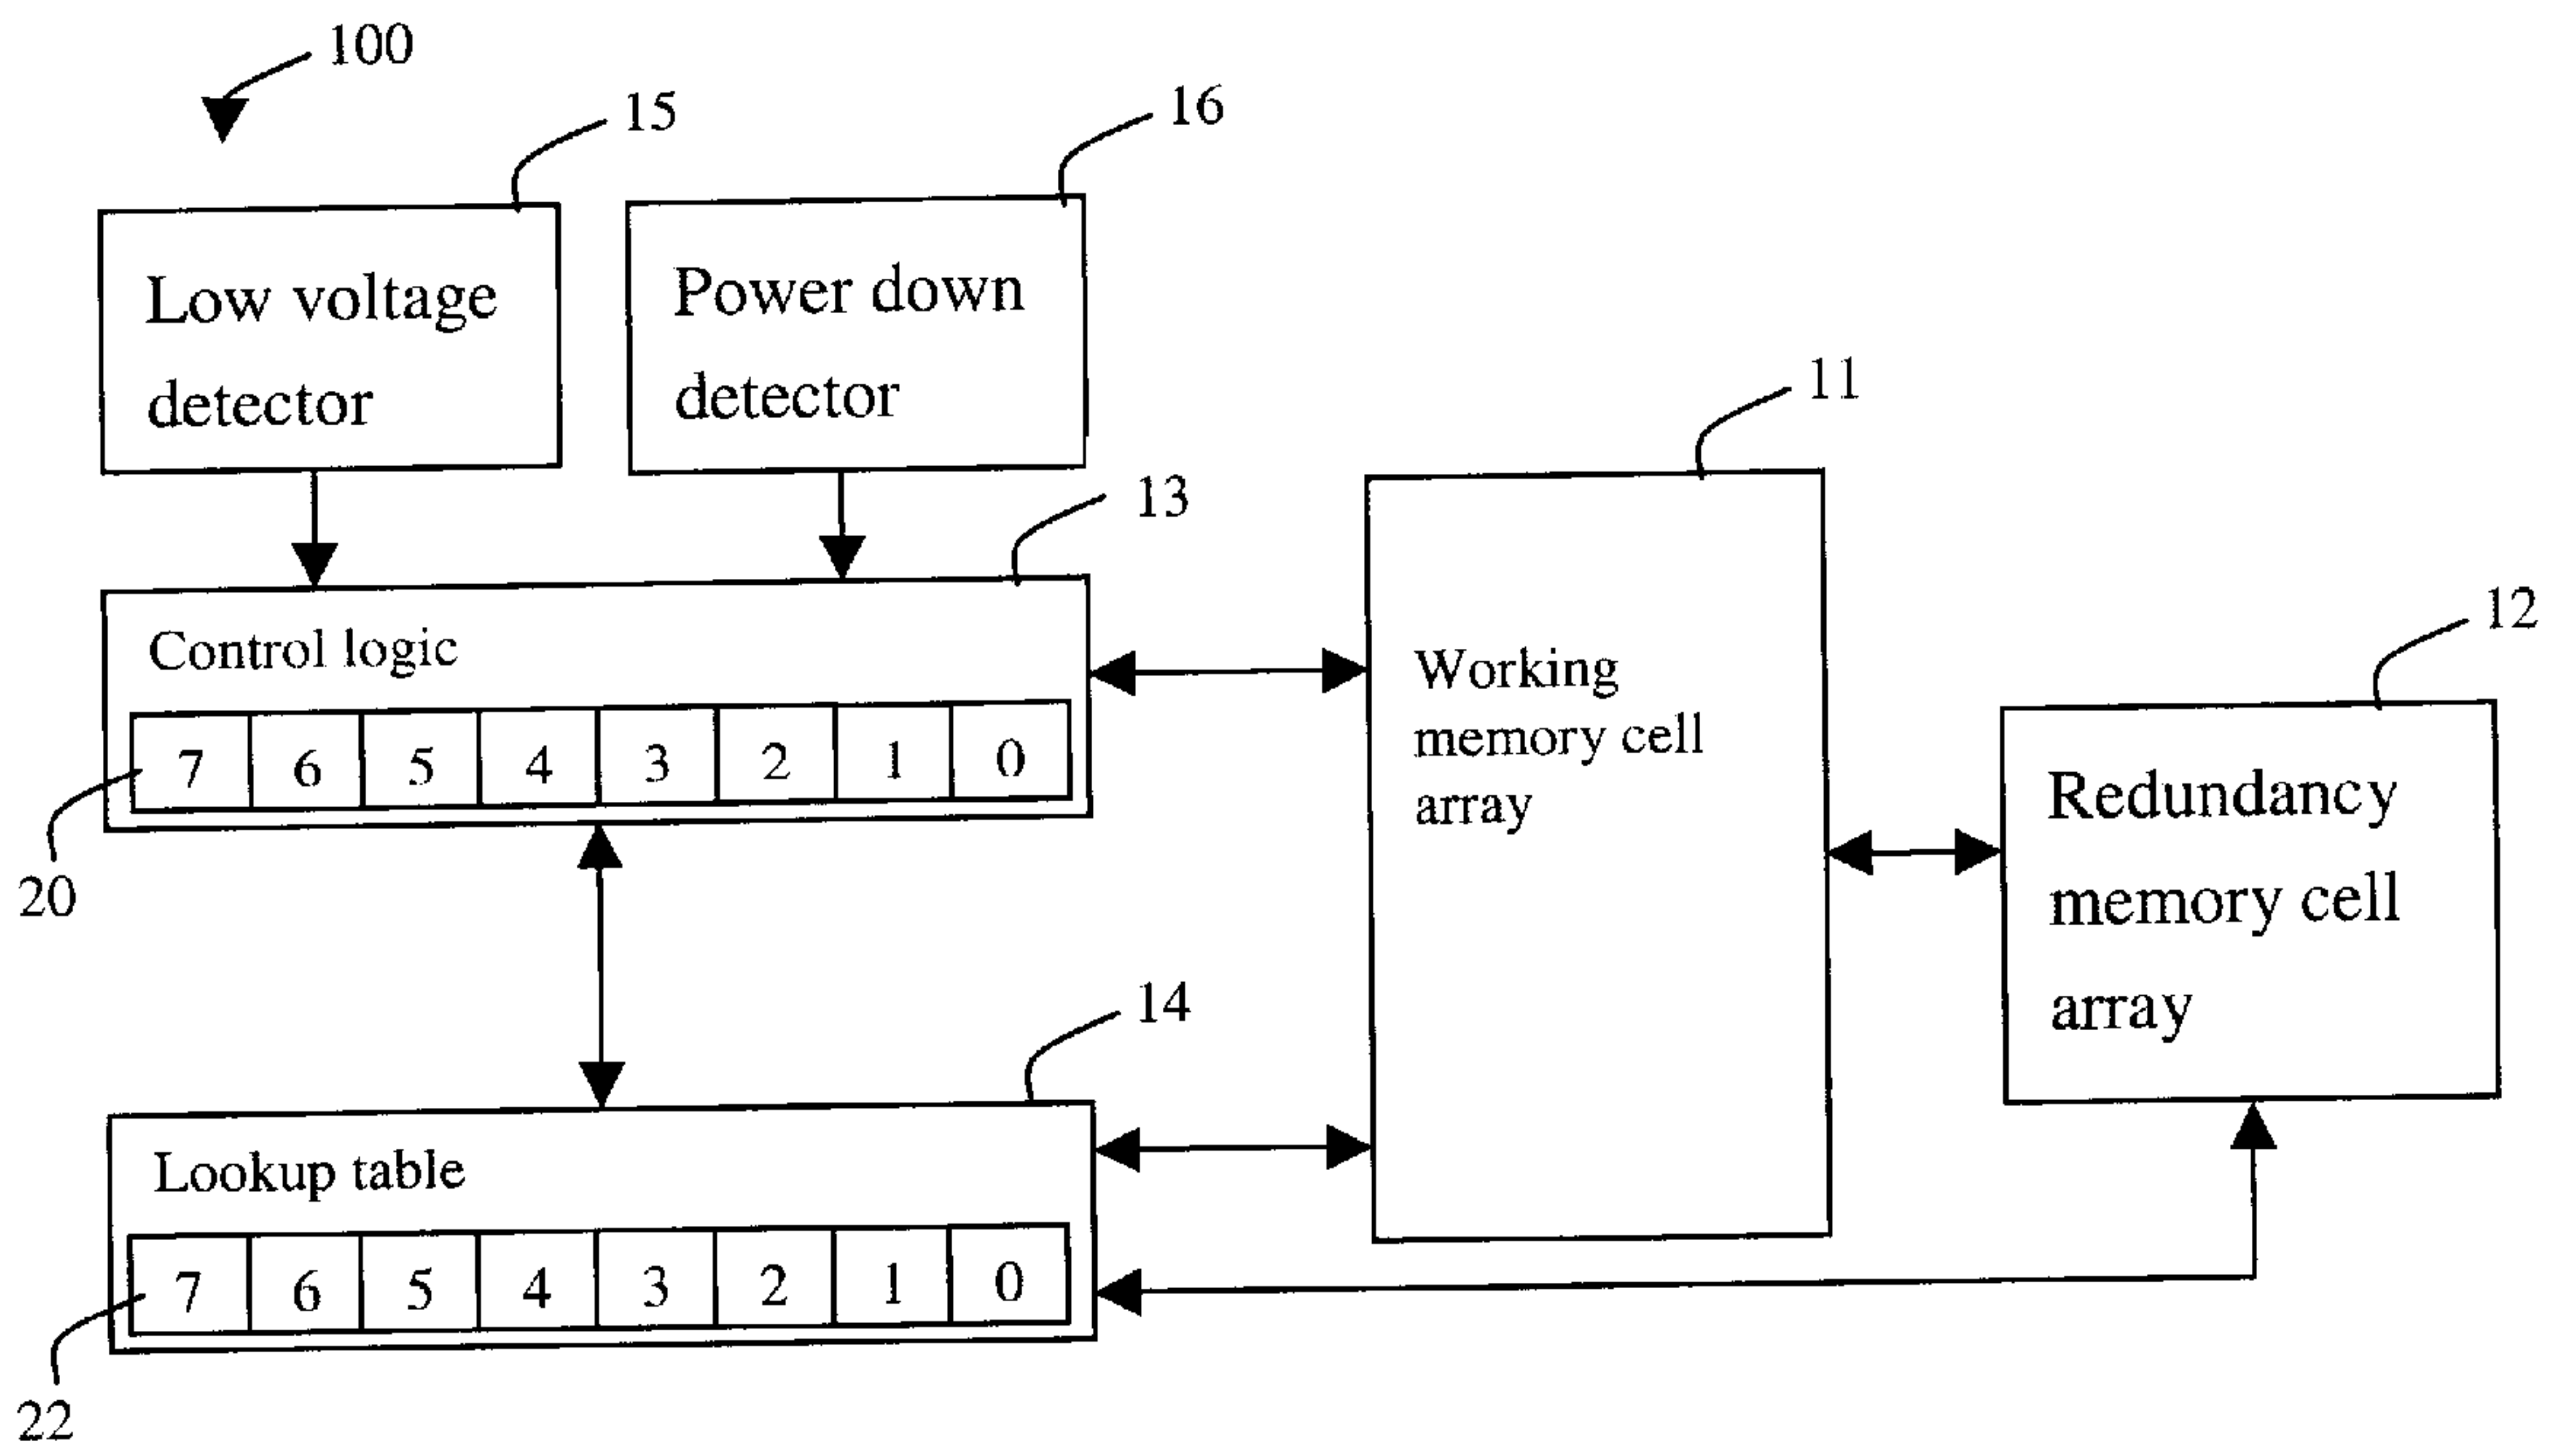 100
15
16
Low voltage
detector
Power down
detector
11
13
12
Control logic
7 6 5 4 3 2 1 0
20
Working
memory cell
array
Redundancy
memory cell
array
14
Lookup table
7 6 5 4 3 2 1 0
22